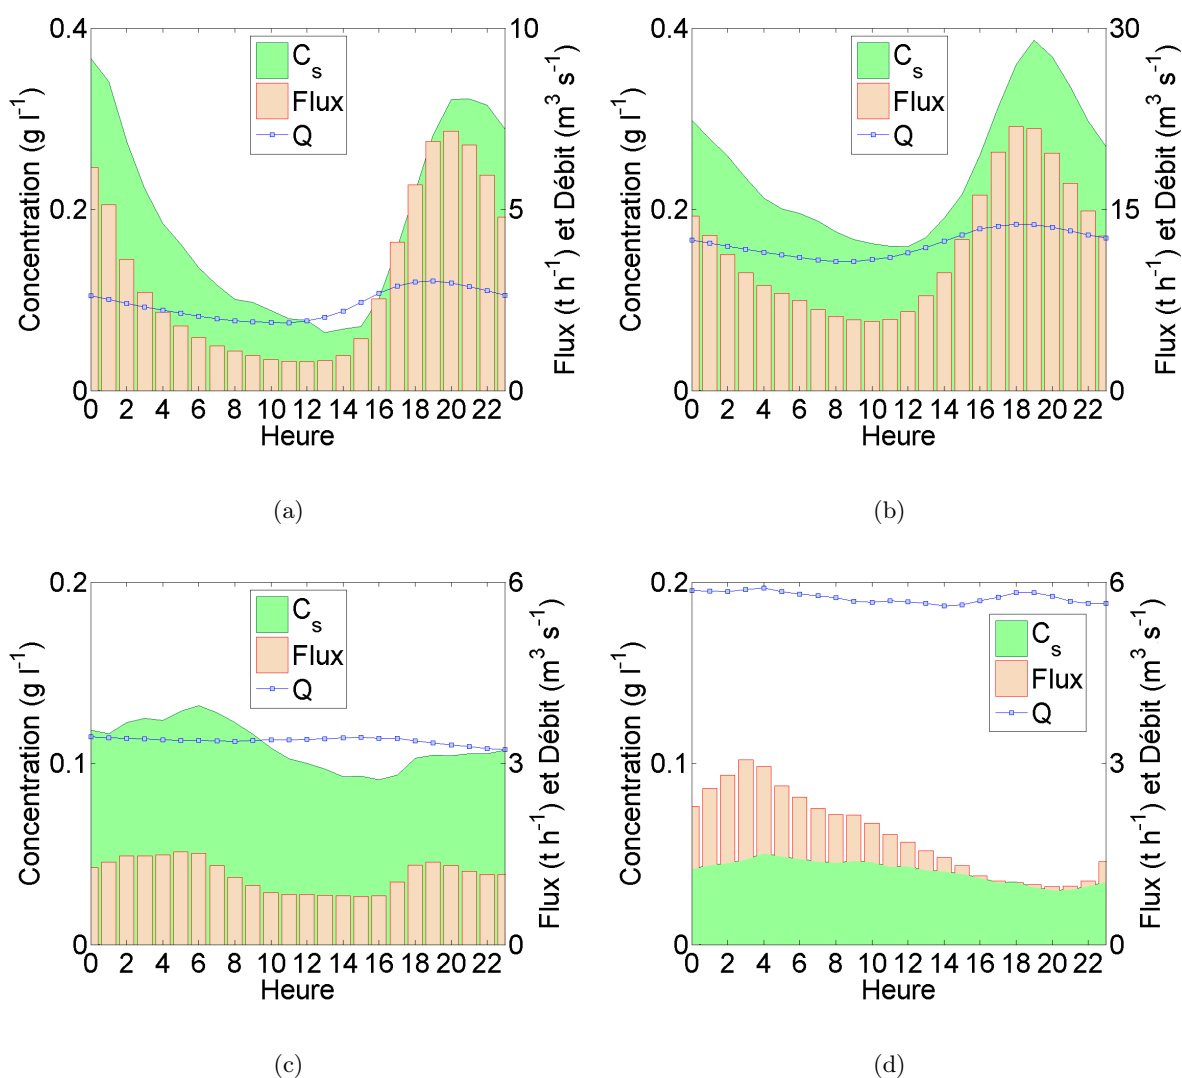 0.4
0.2
0
10
5
0
C_s
Flux
Q
Concentration (g l⁻¹)
Flux (t h⁻¹) et Débit (m³ s⁻¹)
0 2 4 6 8 10 12 14 16 18 20 22
Heure
(a)
0.4
0.2
0
30
15
0
C_s
Flux
Q
Concentration (g l⁻¹)
Flux (t h⁻¹) et Débit (m³ s⁻¹)
0 2 4 6 8 10 12 14 16 18 20 22
Heure
(b)
0.2
0.1
0
6
3
0
C_s
Flux
Q
Concentration (g l⁻¹)
Flux (t h⁻¹) et Débit (m³ s⁻¹)
0 2 4 6 8 10 12 14 16 18 20 22
Heure
(c)
0.2
0.1
0
6
3
0
C_s
Flux
Q
Concentration (g l⁻¹)
Flux (t h⁻¹) et Débit (m³ s⁻¹)
0 2 4 6 8 10 12 14 16 18 20 22
Heure
(d)